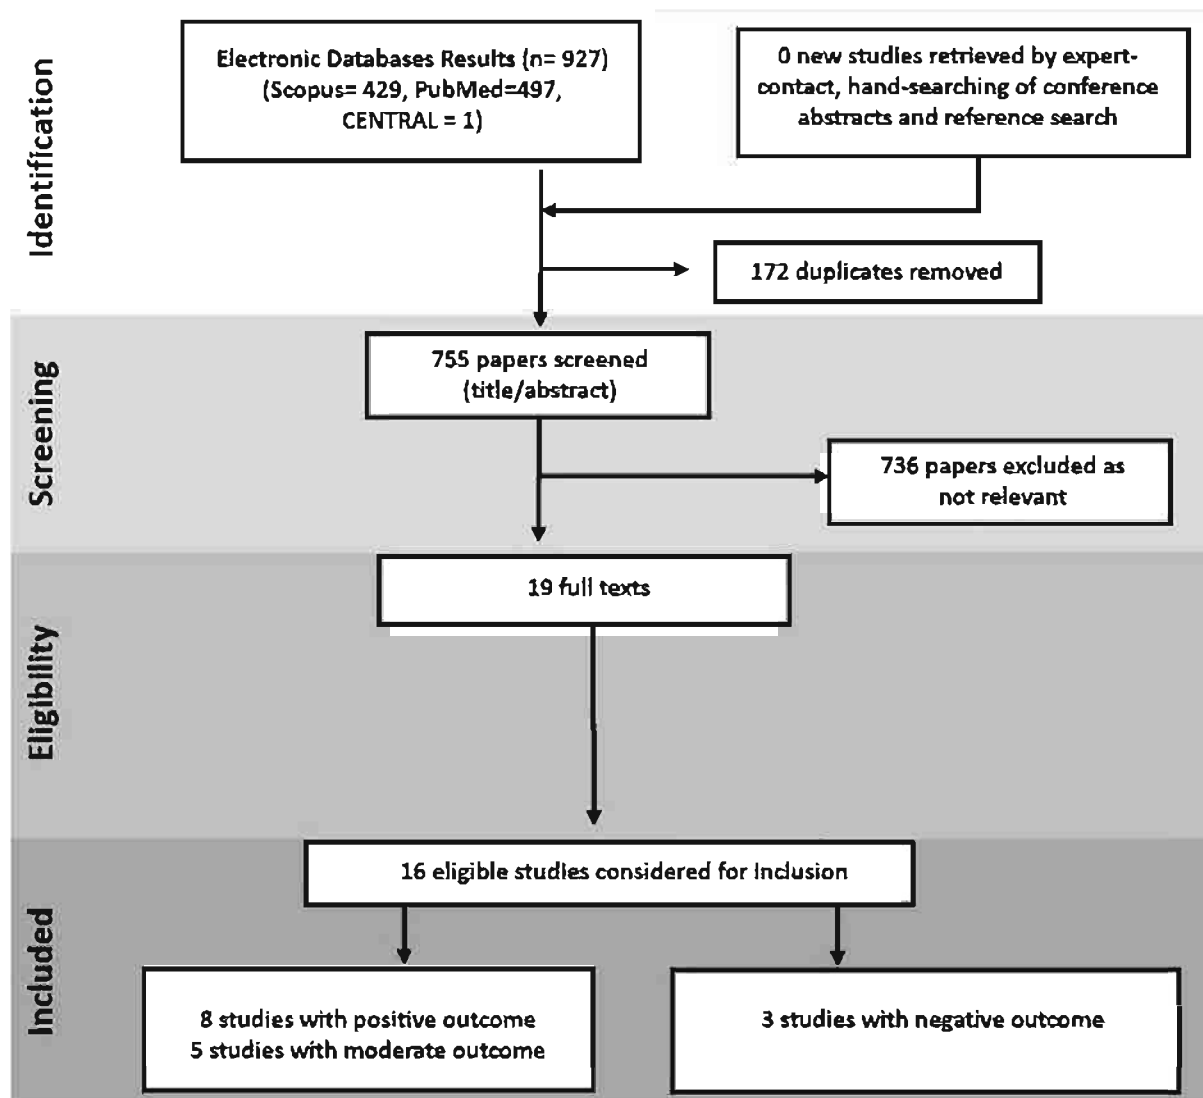 Identification
Electronic Databases Results (n= 927)
(Scopus= 429, PubMed=497,
CENTRAL = 1)
0 new studies retrieved by expert-
contact, hand-searching of conference
abstracts and reference search
172 duplicates removed
Screening
755 papers screened
(title/abstract)
736 papers excluded as
not relevant
Eligibility
19 full texts
Included
16 eligible studies considered for Inclusion
8 studies with positive outcome
5 studies with moderate outcome
3 studies with negative outcome